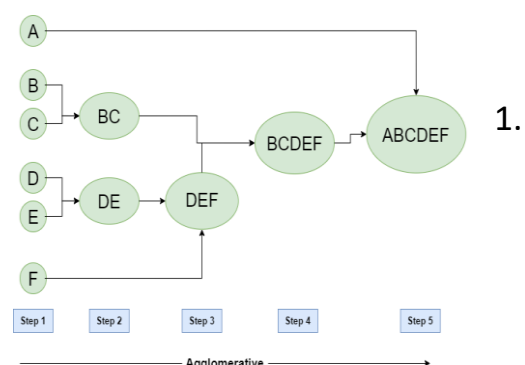 A
B
C
BC
D
E
DE
DEF
BCDEF
ABCDEF
1.
F
Step 1
Step 2
Step 3
Step 4
Step 5
Agglomerative